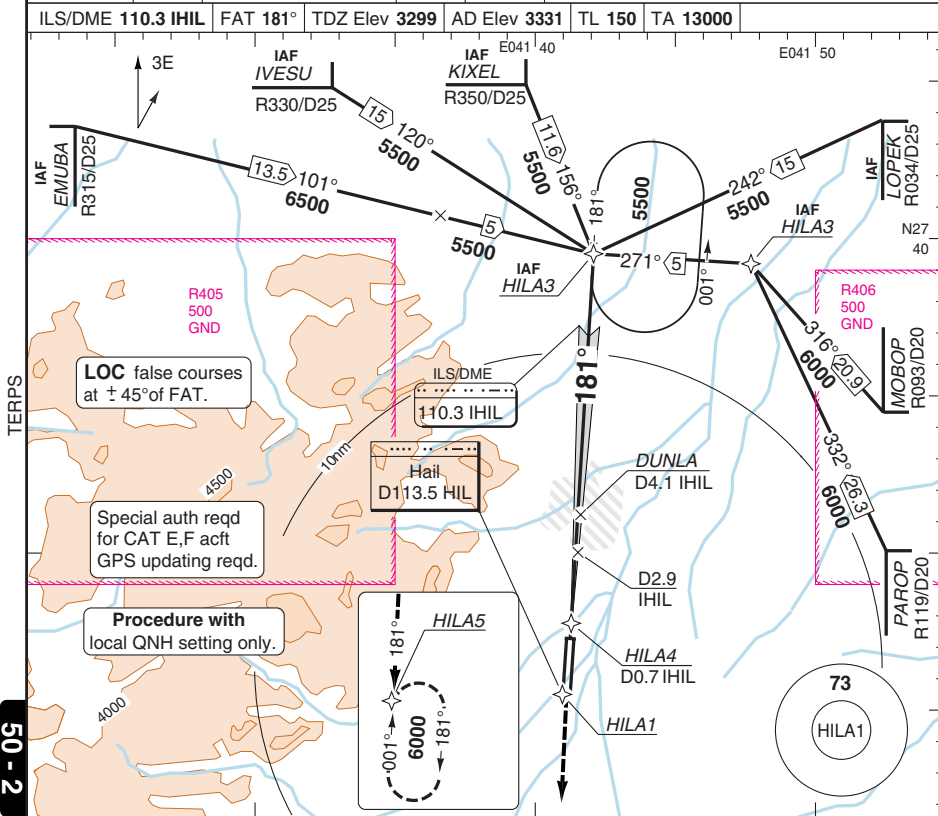 ILS/DME 110.3 IHIL FAT 181° TDZ Elev 3299 AD Elev 3331 TL 150 TA 13000
E041 40
E041 50
3E
IAF
IVESU
R330/D25
IAF
KIXEL
R350/D25
IAF
EMUBA
R315/D25
IAF
LOPEK
R034/D25
15
120°
5500
11.6
156°
5500
13.5
101°
6500
5
5500
181°
5500
242°
15
5500
IAF
HILA3
N27
40
IAF
HILA3
271°
5
001°
R405
500
GND
R406
500
GND
316°
20.9
6000
MOBOP
R093/D20
TERPS
LOC false courses
at ± 45°of FAT.
ILS/DME
110.3 IHIL
181°
Hail
D113.5 HIL
10nm
4500
DUNLA
D4.1 IHIL
332°
26.3
6000
Special auth reqd
for CAT E,F acft
GPS updating reqd.
D2.9
IHIL
PAROP
R119/D20
Procedure with
local QNH setting only.
181°
HILA5
HILA4
D0.7 IHIL
4000
001°
6000
181°
HILA1
73
HILA1
50 - 2